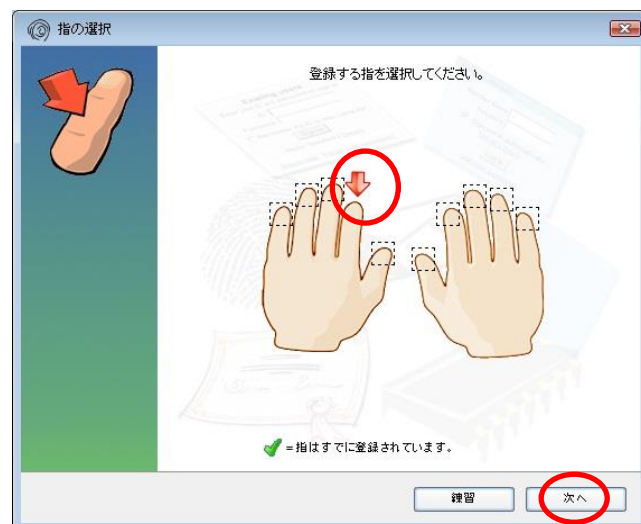 指の選択
登録する指を選択してください。
=指はすでに登録されています。
練習
次へ